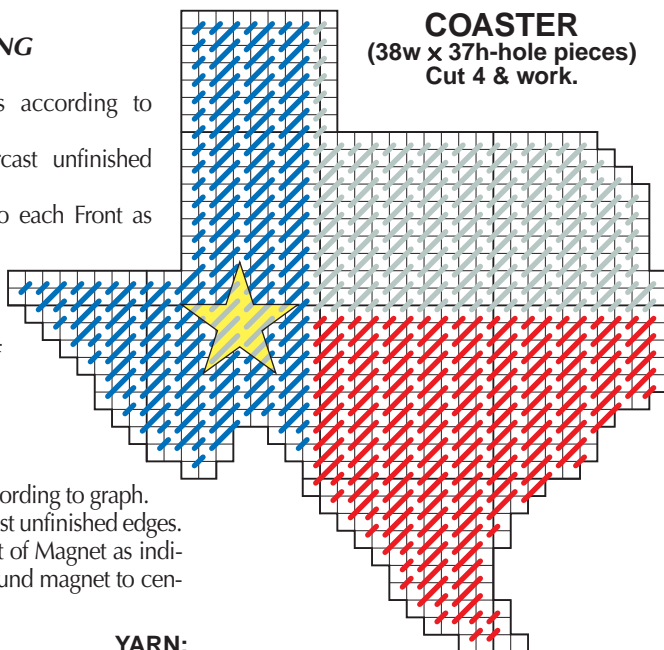 NG
COASTER
(38w x 37h-hole pieces)
Cut 4 & work.
s according to
rcast unfinished
o each Front as
ording to graph.
st unfinished edges.
t of Magnet as indi-
und magnet to cen-
YARN: